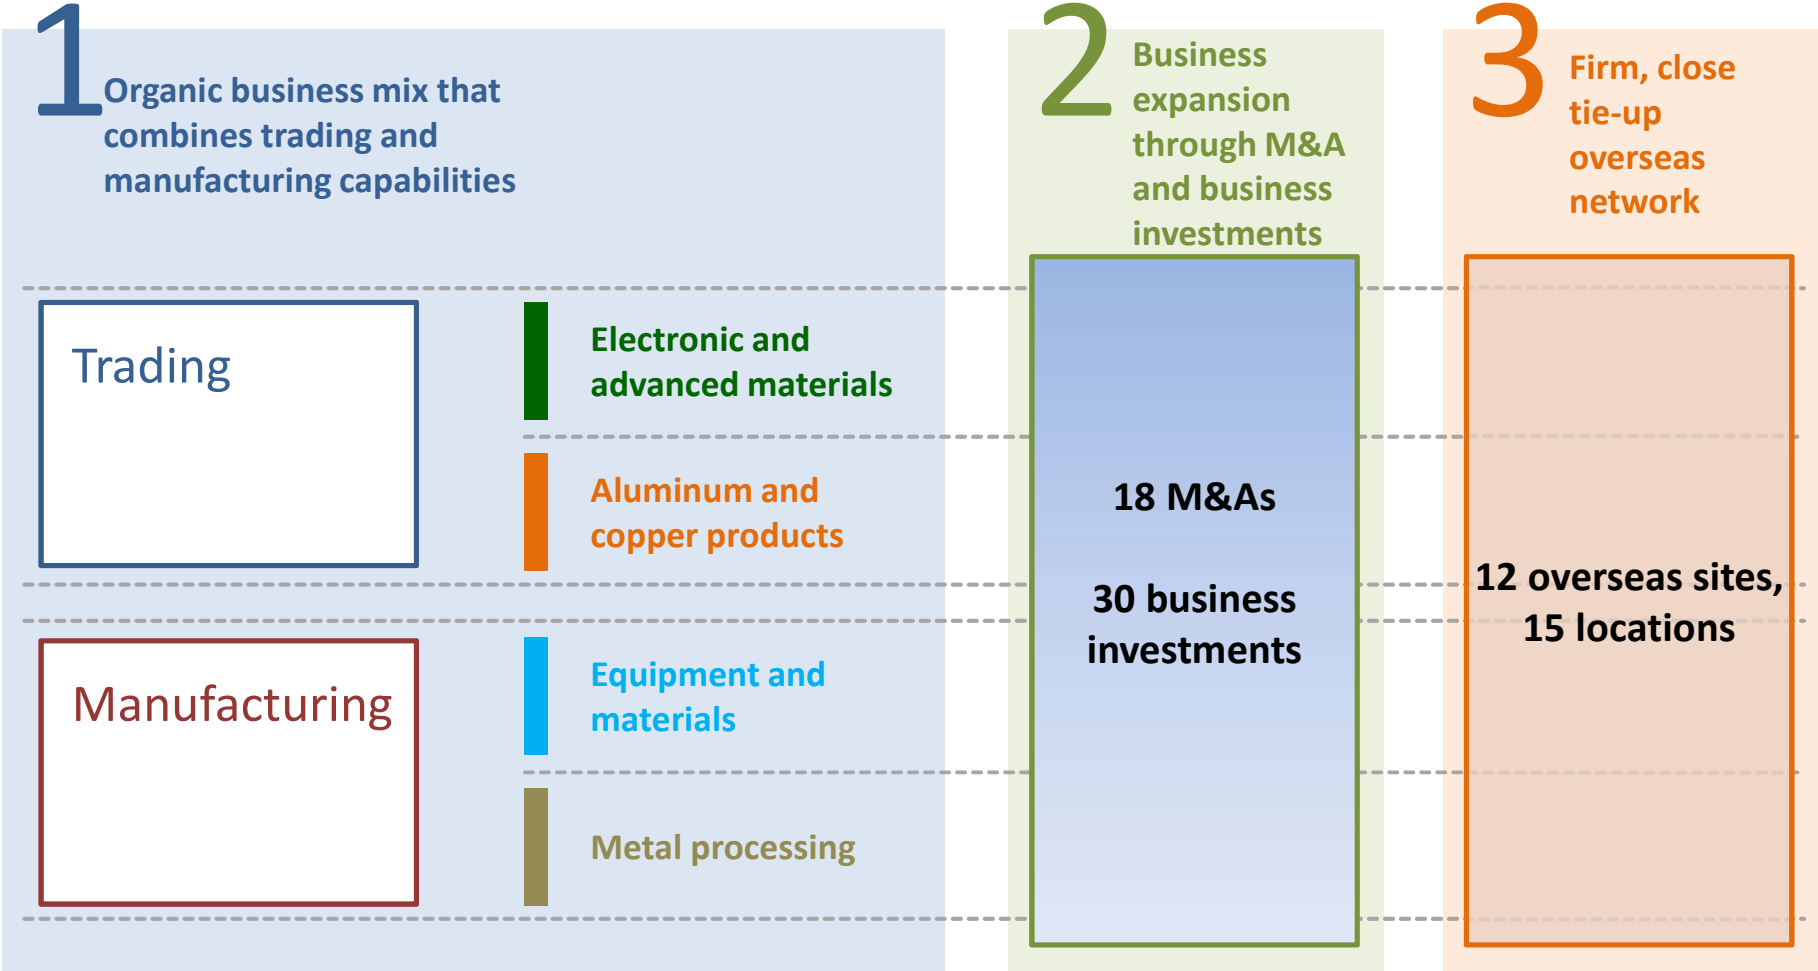 1
Organic business mix that
combines trading and
manufacturing capabilities
Trading
Electronic and
advanced materials
Aluminum and
copper products
Manufacturing
Equipment and
materials
Metal processing
2
Business
expansion
through M&A
and business
investments
18 M&As
30 business
investments
3
Firm, close
tie-up
overseas
network
12 overseas sites,
15 locations